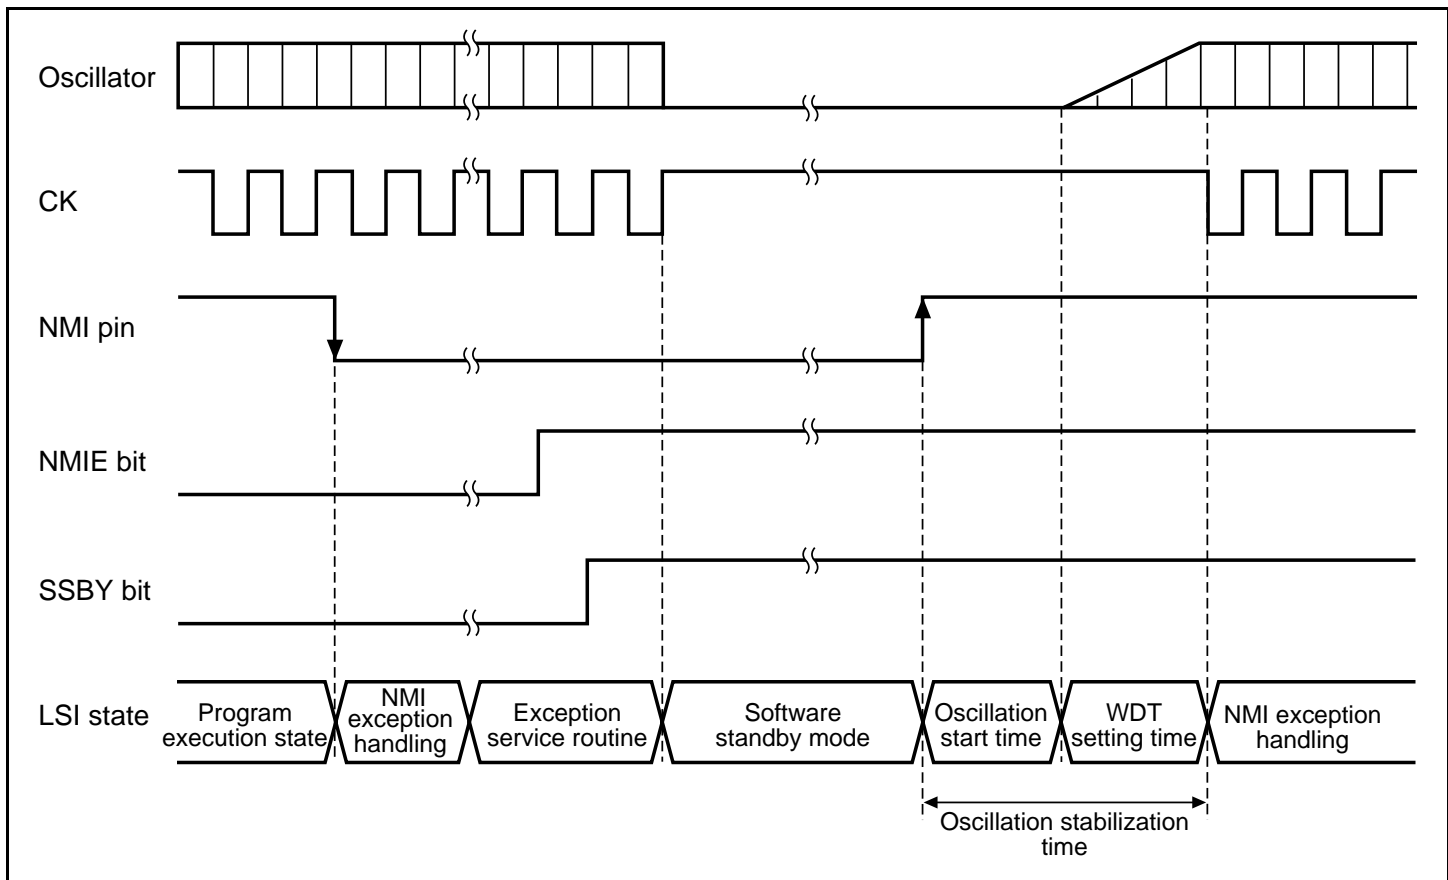 Oscillator
CK
NMI pin
NMIE bit
SSBY bit
LSI state
Program
execution state
NMI
exception
handling
Exception
service routine
Software
standby mode
Oscillation
start time
WDT
setting time
NMI exception
handling
Oscillation stabilization
time